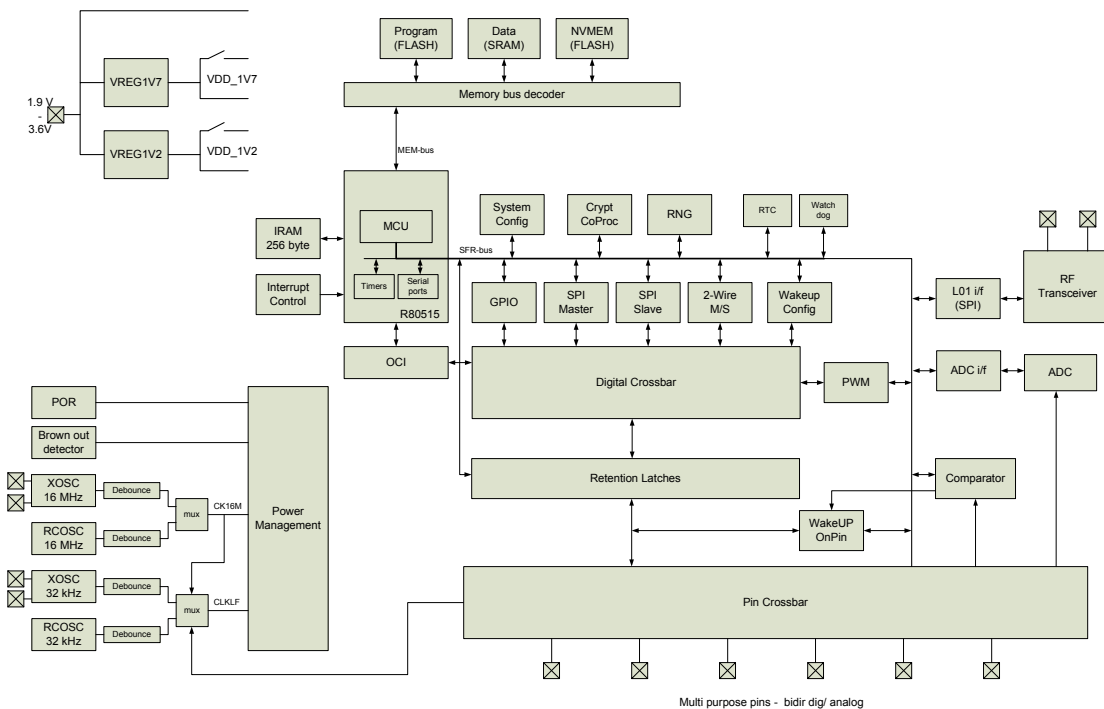 Program
(FLASH)
Data
(SRAM)
NVMEM
(FLASH)
VREG1V7
VDD_1V7
Memory bus decoder
1.9 V
-
3.6V
VREG1V2
VDD_1V2
MEM-bus
IRAM
256 byte
MCU
System
Config
Crypt
CoProc
RNG
RTC
Watch
dog
SFR-bus
Interrupt
Control
Timers
Serial
ports
R80515
GPIO
SPI
Master
SPI
Slave
2-Wire
M/S
Wakeup
Config
L01 i/f
(SPI)
RF
Transceiver
OCI
Digital Crossbar
PWM
ADC i/f
ADC
POR
Brown out
detector
XOSC
16 MHz
Debounce
mux
CK16M
RCOSC
16 MHz
Debounce
Power
Management
Retention Latches
Comparator
WakeUP
OnPin
XOSC
32 kHz
Debounce
mux
CLKLF
RCOSC
32 kHz
Debounce
Pin Crossbar
Multi purpose pins - bidir dig/ analog